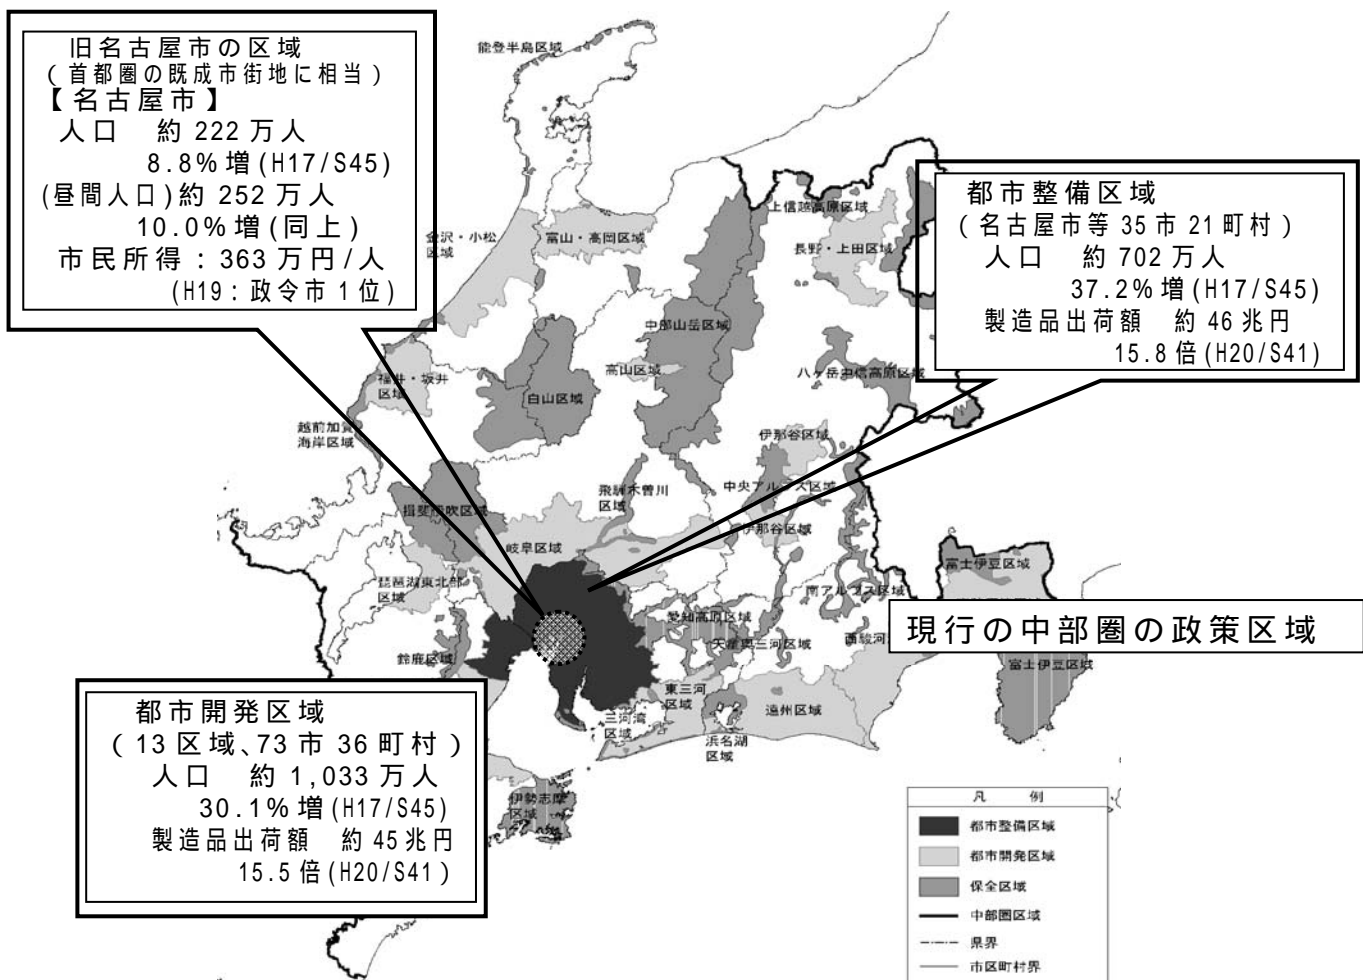 旧名古屋市の区域
(首都圏の既成市街地に相当)
【名古屋市】
人口 約222万人
8.8%増(H17/S45)
(昼間人口)約252万人
10.0%増(同上)
市民所得：363万円/人
(H19：政令市1位)
都市整備区域
(名古屋市等35市21町村)
人口 約702万人
37.2%増(H17/S45)
製造品出荷額 約46兆円
15.8倍(H20/S41)
都市開発区域
(13区域、73市36町村)
人口 約1,033万人
30.1%増(H17/S45)
製造品出荷額 約45兆円
15.5倍(H20/S41)
現行の中部圏の政策区域
能登半島区域
金沢・小松
区域
富山・高岡区域
上信越高原区域
長野・上田区域
中部山岳区域
高山区域
八ヶ岳中信高原区域
福井・坂井
区域
白山区域
越前加賀
海岸区域
伊那谷区域
中央アルプス区域
飛騨木曽川
区域
伊那谷区域
揖斐伊吹区域
岐阜区域
琵琶湖東北部
区域
南アルプス区域
富士伊豆区域
愛知高原区域
天竜奥三河区域
鈴鹿区域
東三河
区域
三河湾
区域
遠州区域
浜名湖
区域
富士伊豆区域
伊勢志摩
区域
凡 例
都市整備区域
都市開発区域
保全区域
中部圏区域
県界
市区町村界